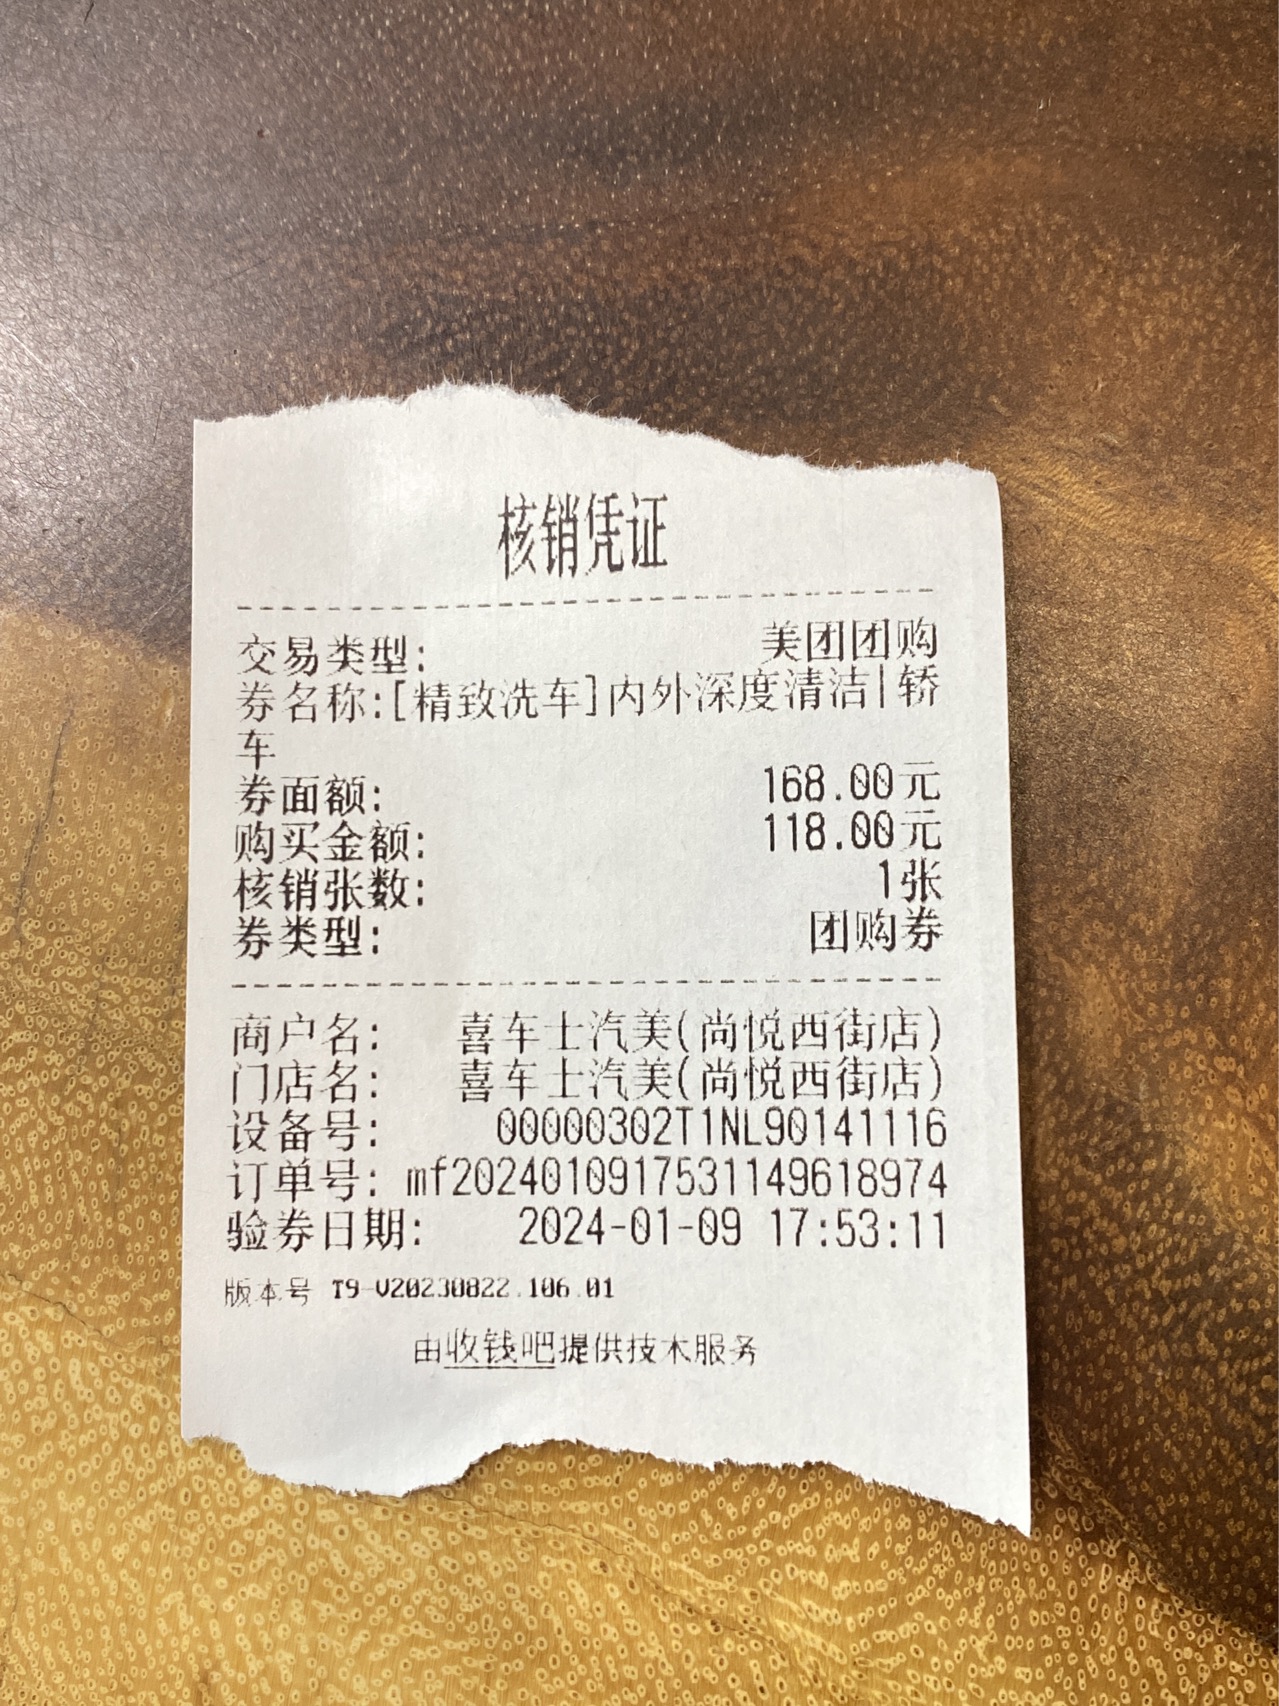 核销凭证
交易类型: 美团团购
券名称:[精致洗车]内外深度清洁|轿
车
券面额: 168.00元
购买金额: 118.00元
核销张数: 1张
券类型: 团购券
商户名: 喜车士汽美(尚悦西街店)
门店名: 喜车士汽美(尚悦西街店)
设备号: 00000302T1NL90141116
订单号: mf2024010917531149618974
验券日期: 2024-01-09 17:53:11
版本号 T9-V20230822.106.01
由收钱吧提供技术服务